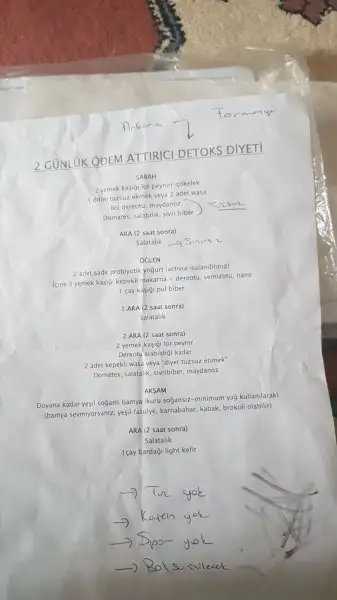 Ankara
2 GÜNLÜK ÖDEM ATTIRICI DETOKS DİYETİ
SABAH
2 yemek kaşığı lor peyniri-çökelek
1 dilim tuzsuz ekmek veya 2 adet wasa
Bol dereotu, maydanoz
Domates, salatalık, sivri biber
ARA (2 saat sonra)
Salatalık
ÖĞLEN
2 adet sade probiyotik yoğurt (activia-sulandırınız)
İçine 3 yemek kaşığı kepekli makarna + dereotu, semizotu, nane
1 çay kaşığı pul biber
1.ARA (2 saat sonra)
Salatalık
2.ARA (2 saat sonra)
2 yemek kaşığı lor peynir
Dereotu alabildiği kadar
2 adet kepekli wasa veya "diyet tuzsuz etimek"
Domates, salatalık, sivribiber, maydanoz
AKŞAM
Doyana kadar yeşil soğanlı bamya (kuru soğansız-minimum yağ kullanılarak)
(bamya sevmiyorsanız; yeşil fasulye, karnabahar, kabak, brokoli olabilir)
ARA (2 saat sonra)
Salatalık
1 çay bardağı light kefir
→ Tuz yok
→ Kafein yok
→ Spor yok
→ Bol su içilecek